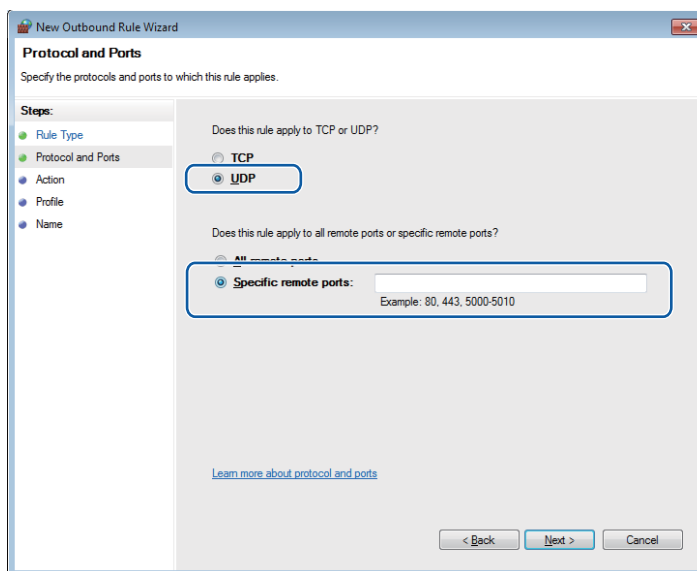 New Outbound Rule Wizard
Protocol and Ports
Specify the protocols and ports to which this rule applies.
Steps:
Rule Type
Protocol and Ports
Action
Profile
Name
Does this rule apply to TCP or UDP?
TCP
UDP
Does this rule apply to all remote ports or specific remote ports?
All remote ports
Specific remote ports:
Example: 80, 443, 5000-5010
Learn more about protocol and ports
< Back
Next >
Cancel